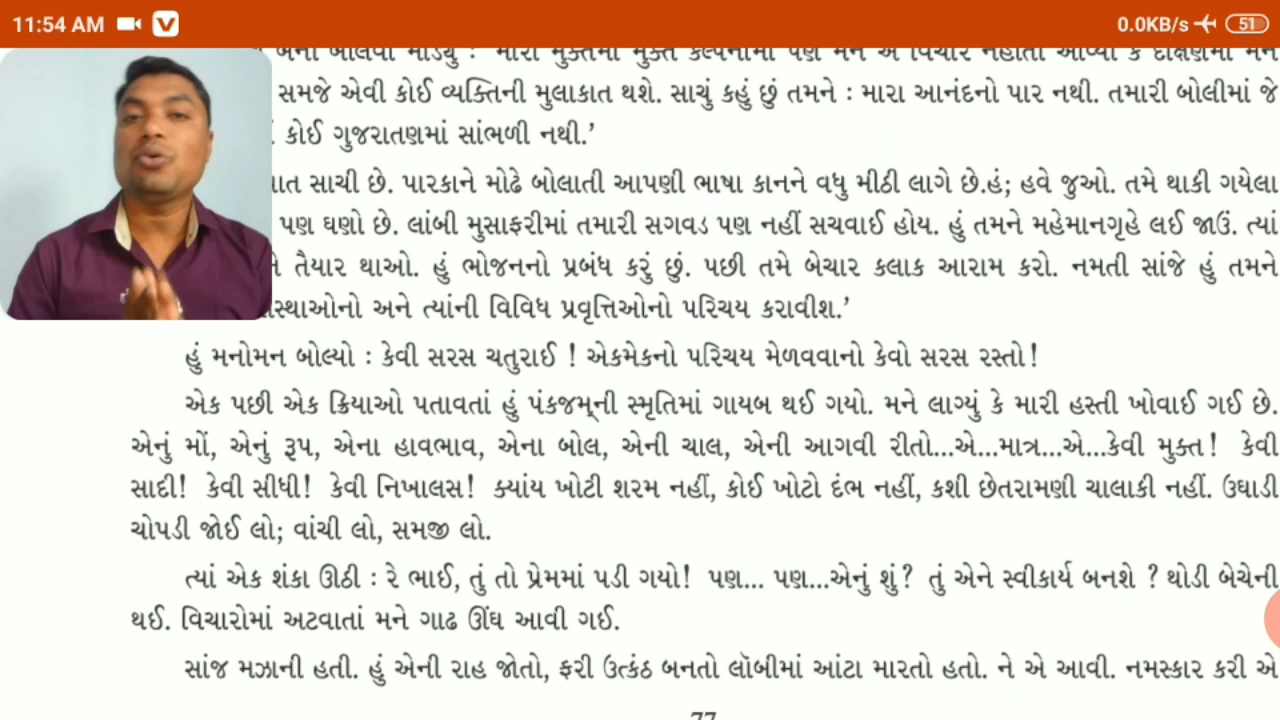 11:54 AM
0.0KB/s
51
સમજે એવી કોઈ વ્યક્તિની મુલાકાત થશે. સાચું કહું છું તમને : મારા આનંદનો પાર નથી. તમારી બોલીમાં જે
કોઈ ગુજરાતણમાં સાંભળી નથી.’
સાચી છે. પારકાને મોઢે બોલાતી આપણી ભાષા કાનને વધુ મીઠી લાગે છે.હં; હવે જુઓ. તમે થાકી ગયેલા
પણ ઘણો છે. લાંબી મુસાફરીમાં તમારી સગવડ પણ નહીં સચવાઈ હોય. હું તમને મહેમાનગૃહે લઈ જાઉં. ત્યાં
તૈયાર થાઓ. હું ભોજનનો પ્રબંધ કરું છું. પછી તમે બેચાર કલાક આરામ કરો. નમતી સાંજે હું તમને
અને ત્યાંની વિવિધ પ્રવૃત્તિઓનો પરિચય કરાવીશ.’
હું મનોમન બોલ્યો : કેવી સરસ ચતુરાઈ ! એકમેકનો પરિચય મેળવવાનો કેવો સરસ રસ્તો!
એક પછી એક ક્રિયાઓ પતાવતાં હું પંકજમ્‌ની સ્મૃતિમાં ગાયબ થઈ ગયો. મને લાગ્યું કે મારી હસ્તી ખોવાઈ ગઈ છે.
એનું મોં, એનું રૂપ, એના હાવભાવ, એના બોલ, એની ચાલ, એની આગવી રીતો...એ...માત્ર...એ...કેવી મુક્ત! કેવી
સાદી! કેવી સીધી! કેવી નિખાલસ! ક્યાંય ખોટી શરમ નહીં, કોઈ ખોટો દંભ નહીં, કશી છેતરામણી ચાલાકી નહીં. ઉઘાડી
ચોપડી જોઈ લો; વાંચી લો, સમજી લો.
ત્યાં એક શંકા ઊઠી : રે ભાઈ, તું તો પ્રેમમાં પડી ગયો! પણ... પણ...એનું શું? તું એને સ્વીકાર્ય બનશે ? થોડી બેચેની
થઈ. વિચારોમાં અટવાતાં મને ગાઢ ઊંઘ આવી ગઈ.
સાંજ મઝાની હતી. હું એની રાહ જોતો, ફરી ઉત્કંઠ બનતો લૉબીમાં આંટા મારતો હતો. ને એ આવી. નમસ્કાર કરી એ